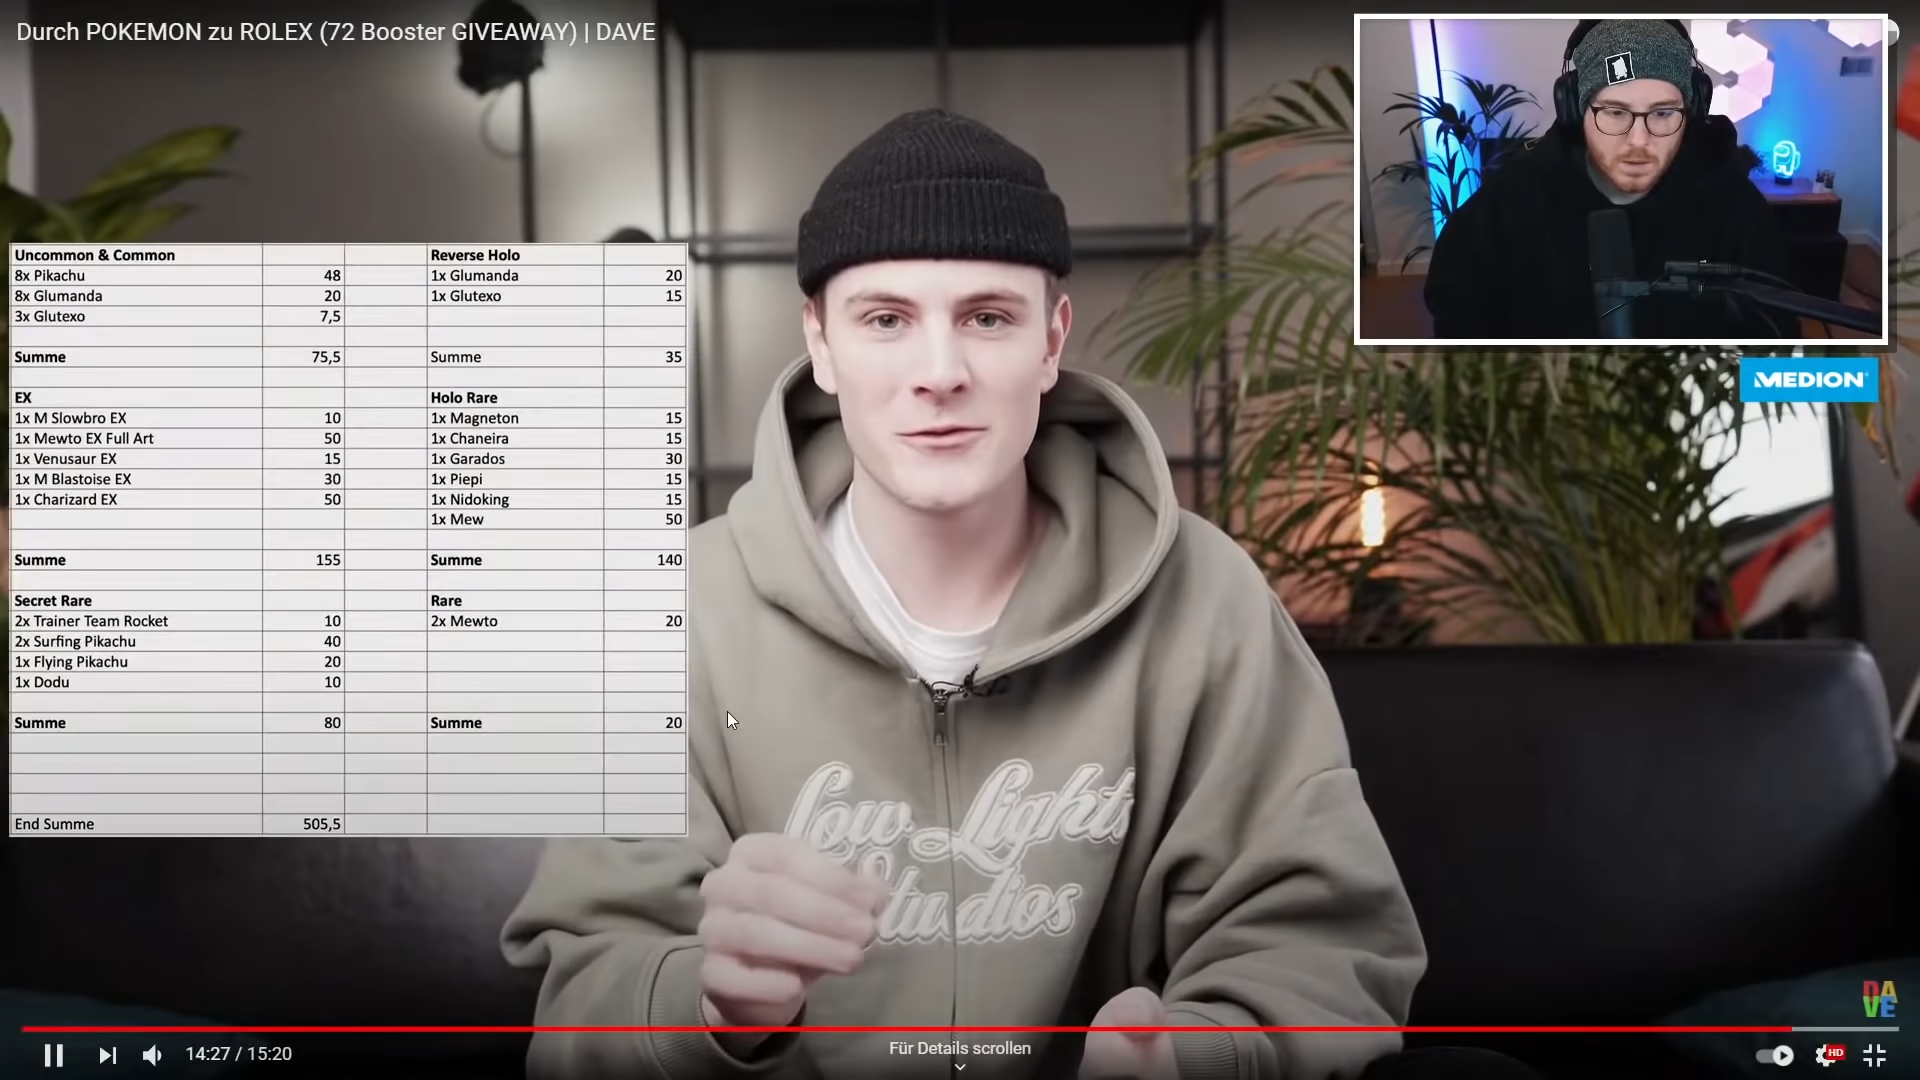 Durch POKEMON zu ROLEX (72 Booster GIVEAWAY) | DAVE
MEDION
Uncommon & Common Reverse Holo
8x Pikachu 48 1x Glumanda 20
8x Glumanda 20 1x Glutexo 15
3x Glutexo 7,5
Summe 75,5 Summe 35
EX Holo Rare
1x M Slowbro EX 10 1x Magneton 15
1x Mewto EX Full Art 50 1x Chaneira 15
1x Venusaur EX 15 1x Garados 30
1x M Blastoise EX 30 1x Piepi 15
1x Charizard EX 50 1x Nidoking 15
1x Mew 50
Summe 155 Summe 140
Secret Rare Rare
2x Trainer Team Rocket 10 2x Mewto 20
2x Surfing Pikachu 40
1x Flying Pikachu 20
1x Dodu 10
Summe 80 Summe 20
End Summe 505,5
Low Lights
Studios
DA
VE
14:27 / 15:20
Für Details scrollen
HD